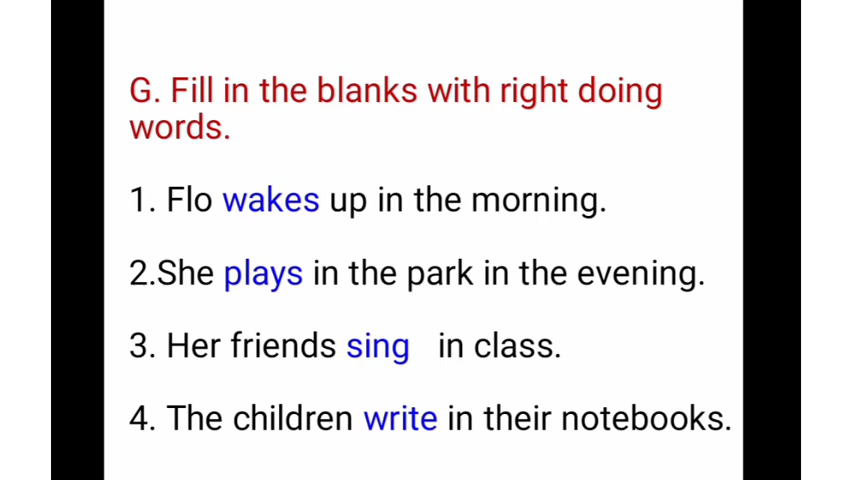 G. Fill in the blanks with right doing
words.
1. Flo wakes up in the morning.
2.She plays in the park in the evening.
3. Her friends sing in class.
4. The children write in their notebooks.